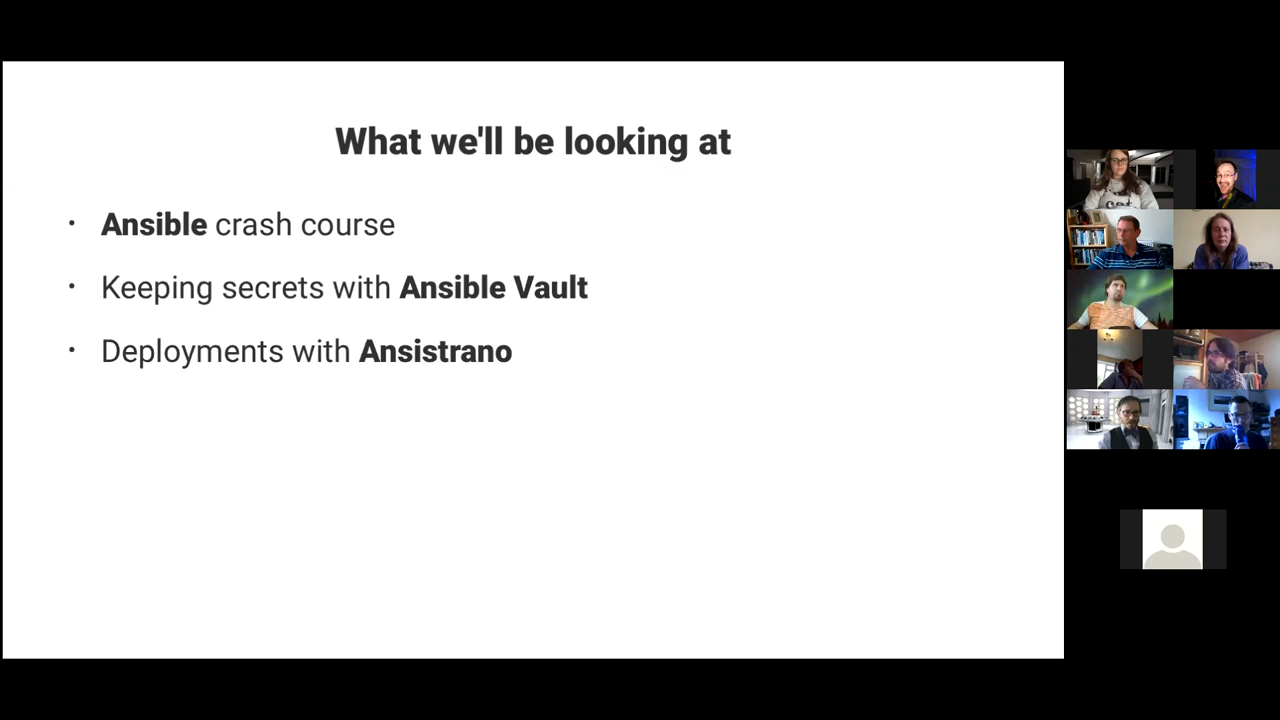 What we'll be looking at
• Ansible crash course
• Keeping secrets with Ansible Vault
• Deployments with Ansistrano